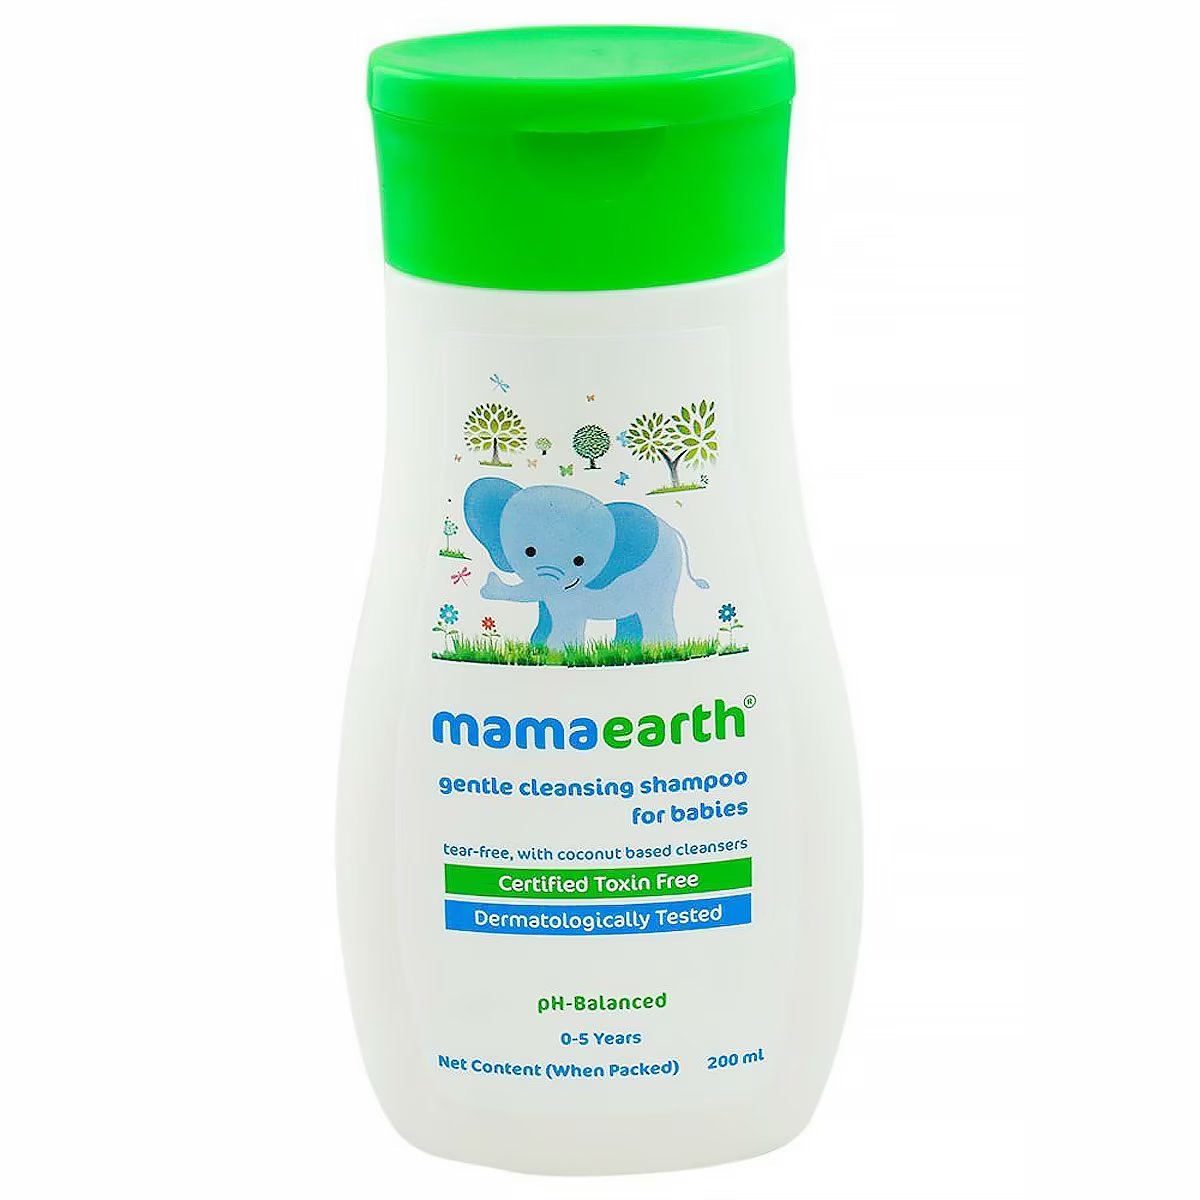 mamaearth®
gentle cleansing shampoo
for babies
tear-free, with coconut based cleansers
Certified Toxin Free
Dermatologically Tested
pH-Balanced
0-5 Years
Net Content (When Packed) 200 ml